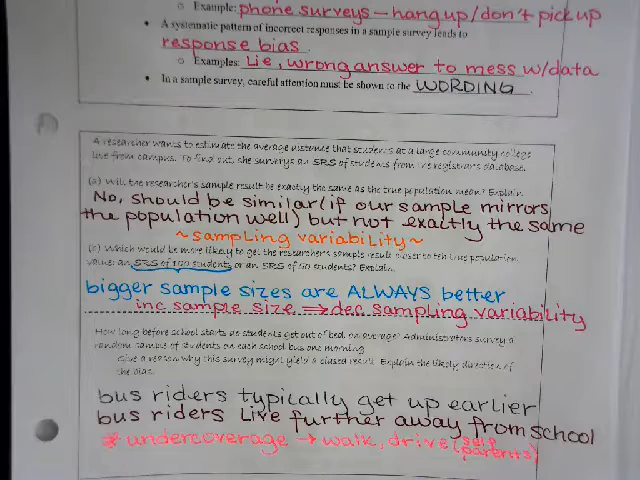 Example: phone surveys – hang up/don't pick up
A systematic pattern of incorrect responses in a sample survey leads to
response bias.
Examples: Lie, wrong answer to mess w/data
In a sample survey, careful attention must be shown to the WORDING.
A researcher wants to estimate the average distance that students at a large community college
live from campus. To find out, she surveys an SRS of students from the registrar's database.
(a) Will the researcher's sample result be exactly the same as the true population mean? Explain.
No, should be similar (if our sample mirrors
the population well) but not exactly the same
~sampling variability~
Which would be more likely to get the researcher's sample result closer to the true population
value: an SRS of 100 students or an SRS of 50 students? Explain.
bigger sample sizes are ALWAYS better
inc sample size → dec sampling variability
How long before school starts do students get out of bed, on average? Administrators survey a
random sample of students on each school bus one morning.
Give a reason why this survey might yield a biased result. Explain the likely direction of
the bias.
bus riders typically get up earlier
bus riders Live further away from school
* undercoverage → walk, drive (self, parents)